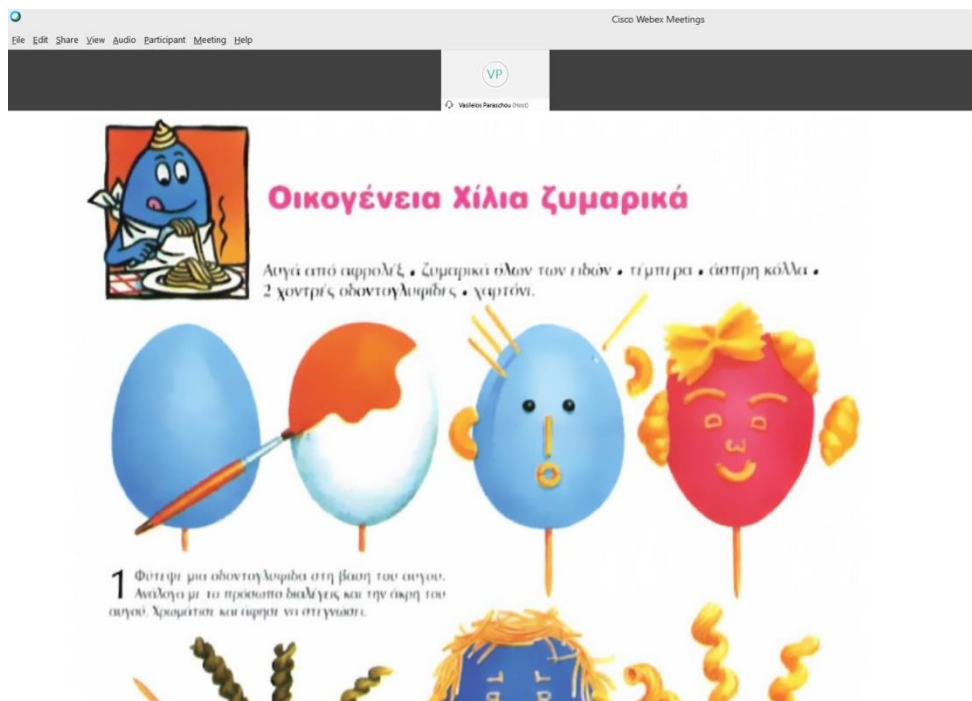 Cisco Webex Meetings
File Edit Share View Audio Participant Meeting Help
VP
Vasileios Paraschou (Host)
Οικογένεια Χίλια ζυμαρικά
Αυγά από αφρολέξ • ζυμαρικά όλων των ειδών • τέμπερα • άσπρη κόλλα •
2 χοντρές οδοντογλυφίδες • χαρτόνι.
1 Φύτεψε μια οδοντογλυφίδα στη βάση του αυγού.
Ανάλογα με το πρόσωπο διαλέγεις και την άκρη του
αυγού. Χρωμάτισε και άφησε να στεγνώσει.